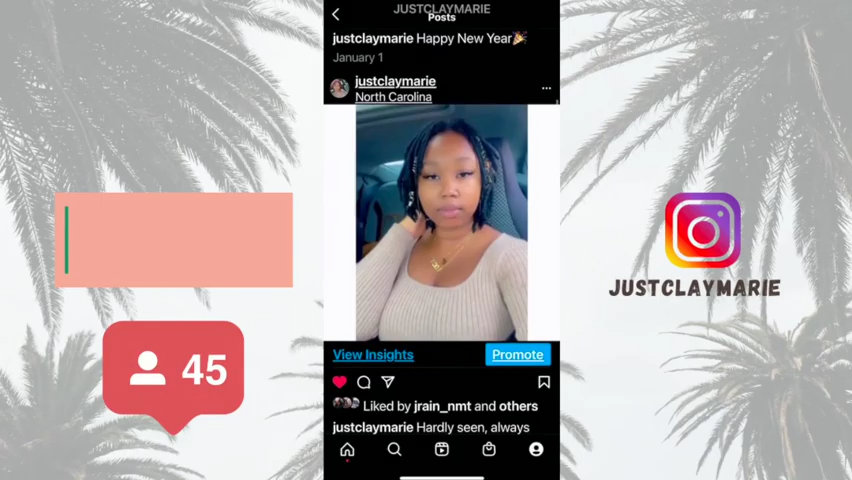 JUSTCLAYMARIE
Posts
justclaymarie Happy New Year🎉
January 1
justclaymarie
North Carolina
View Insights
Promote
45
Liked by jrain_nmt and others
justclaymarie Hardly seen, always
JUSTCLAYMARIE